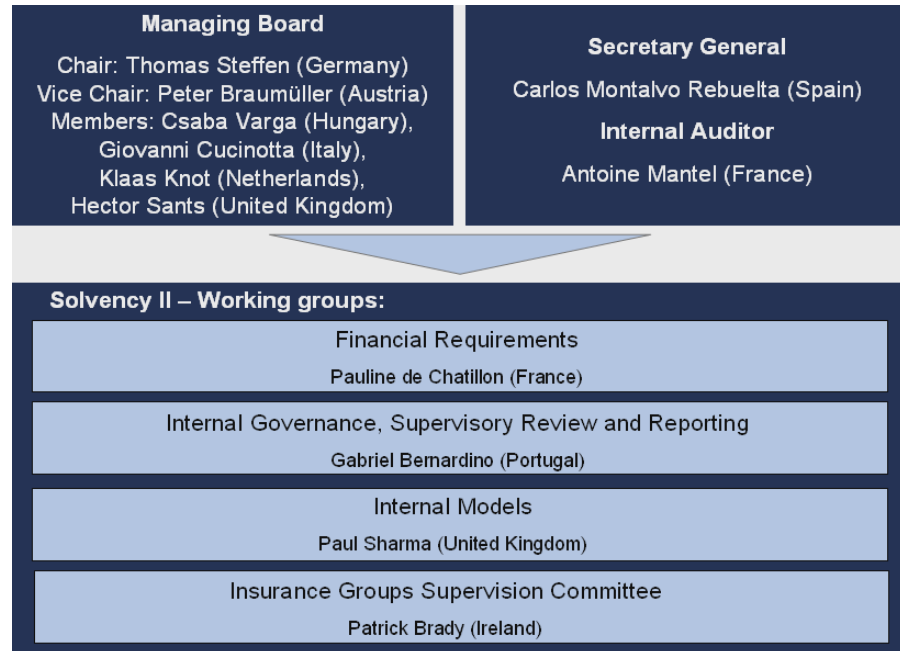 Managing Board
Chair: Thomas Steffen (Germany)
Vice Chair: Peter Braumüller (Austria)
Members: Csaba Varga (Hungary),
Giovanni Cucinotta (Italy),
Klaas Knot (Netherlands),
Hector Sants (United Kingdom)
Secretary General
Carlos Montalvo Rebuelta (Spain)
Internal Auditor
Antoine Mantel (France)
Solvency II – Working groups:
Financial Requirements
Pauline de Chatillon (France)
Internal Governance, Supervisory Review and Reporting
Gabriel Bernardino (Portugal)
Internal Models
Paul Sharma (United Kingdom)
Insurance Groups Supervision Committee
Patrick Brady (Ireland)